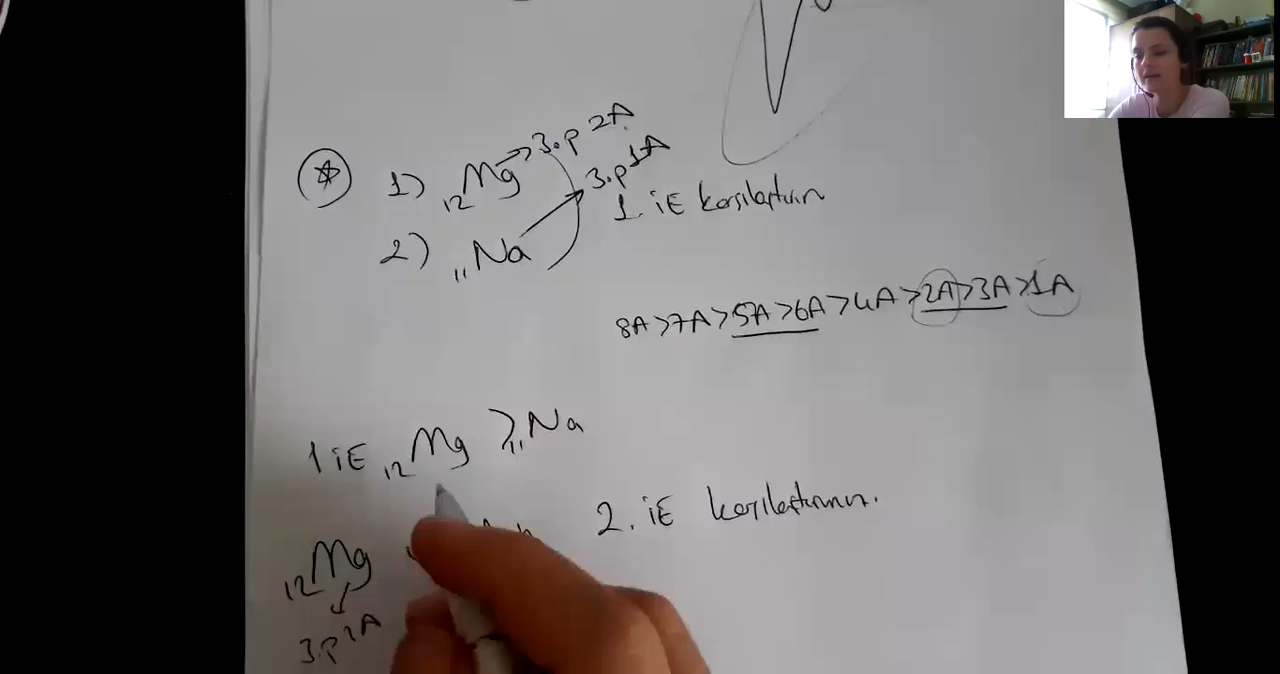 1) 12Mg → 3.p 2A
2) 11Na → 3.p 1A
1. iE karşılaştırın
8A>7A>5A>6A>4A>2A>3A>1A
1 iE 12Mg > 11Na
2. iE karşılaştırınız.
12Mg
3.p 2A